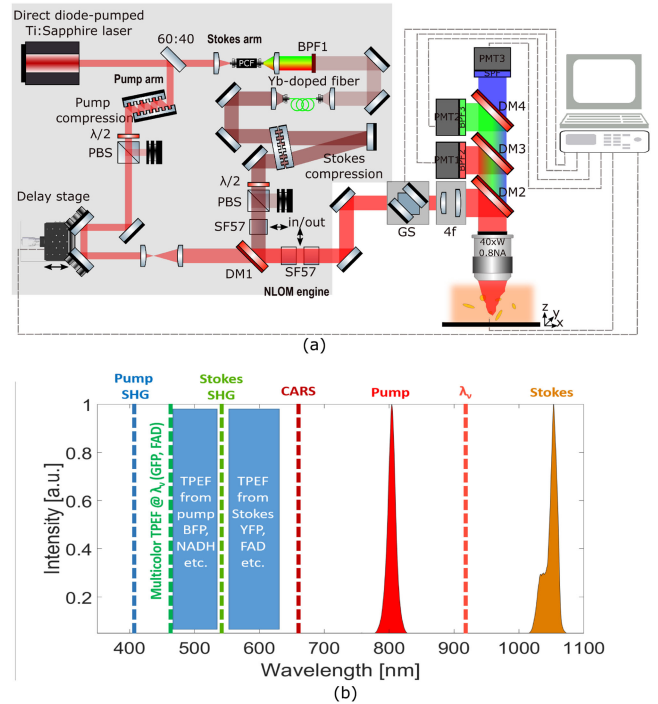 Direct diode-pumped
Ti:Sapphire laser
60:40
Stokes arm
BPF1
PCF
Pump arm
Yb-doped fiber
Pump
compression
λ/2
PBS
Stokes
compression
λ/2
PBS
Delay stage
SF57
in/out
DM1
SF57
NLOM engine
GS
4f
PMT3
SPF
DM4
PMT2
BPF3
DM3
PMT1
BPF2
DM2
40xW
0.8NA
z
y
x
(a)
Pump
SHG
Stokes
SHG
CARS
Pump
λᵥ
Stokes
Intensity [a.u.]
1
0.8
0.6
0.4
0.2
Multicolor TPEF @ λᵥ (GFP, FAD)
TPEF
from
pump
BFP,
NADH
etc.
TPEF
from
Stokes
YFP,
FAD
etc.
400 500 600 700 800 900 1000 1100
Wavelength [nm]
(b)